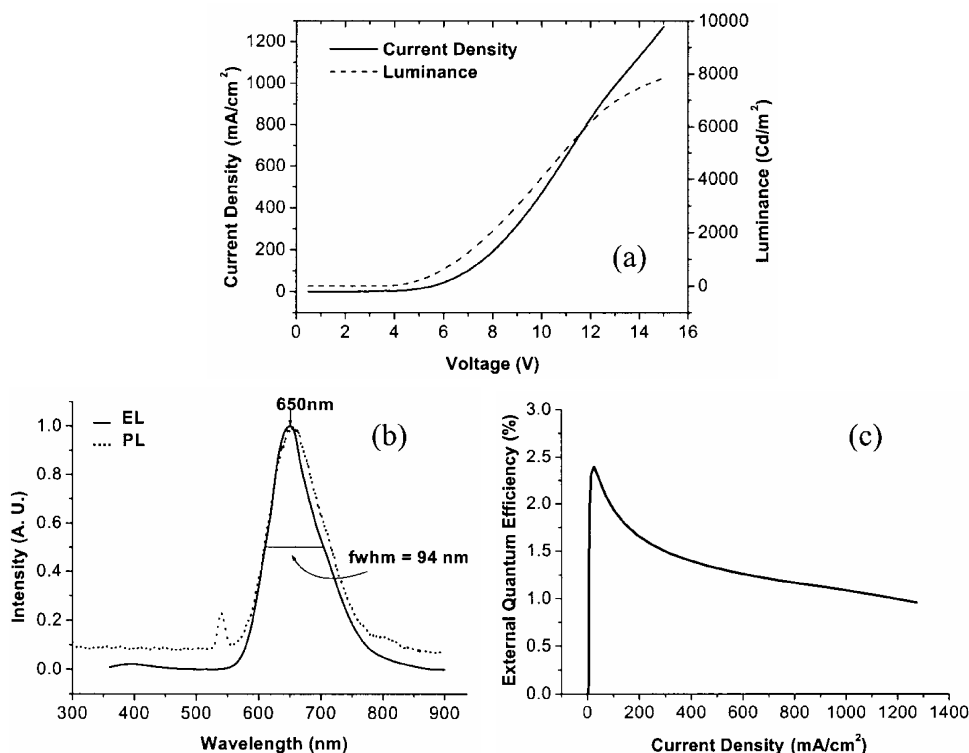 10000
1200
Current Density
Luminance
8000
1000
800
6000
600
4000
400
2000
200
(a)
0
0
0 2 4 6 8 10 12 14 16
Current Density (mA/cm²)
Luminance (Cd/m²)
Voltage (V)
650nm
EL
PL
(b)
1.0
0.8
0.6
0.4
0.2
0.0
fwhm = 94 nm
300 400 500 600 700 800 900
Intensity (A. U.)
Wavelength (nm)
3.0
2.5
2.0
1.5
1.0
0.5
0.0
(c)
0 200 400 600 800 1000 1200 1400
External Quantum Efficiency (%)
Current Density (mA/cm²)